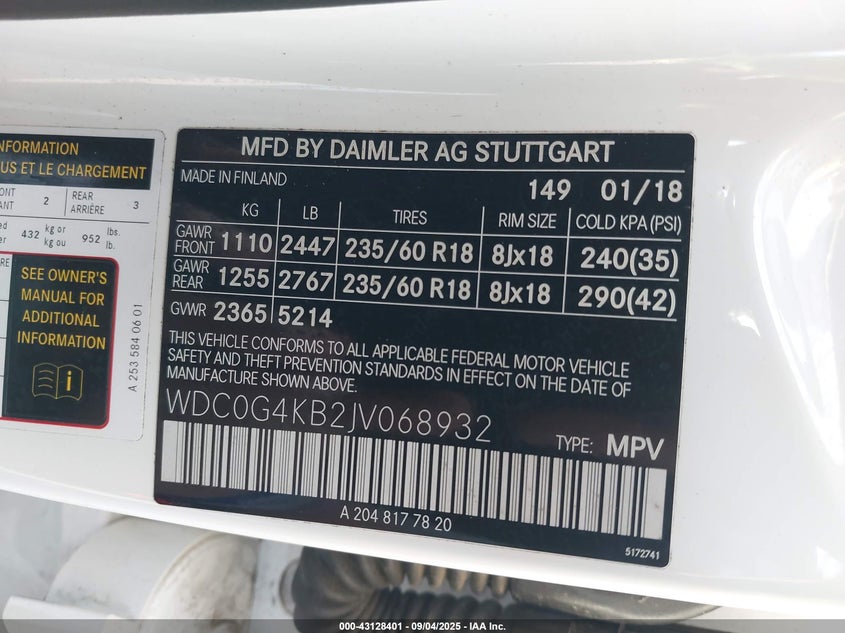 INFORMATION
US ET LE CHARGEMENT
2
REAR
ARRIÈRE
3
432
kg or
kg ou
952
lbs.
lb.
SEE OWNER'S
MANUAL FOR
ADDITIONAL
INFORMATION
A 253 584 06 01
MFD BY DAIMLER AG STUTTGART
MADE IN FINLAND
149 01/18
KG LB TIRES RIM SIZE COLD KPA (PSI)
GAWR FRONT 1110 2447 235/60 R18 8Jx18 240(35)
GAWR REAR 1255 2767 235/60 R18 8Jx18 290(42)
GVWR 2365 5214
THIS VEHICLE CONFORMS TO ALL APPLICABLE FEDERAL MOTOR VEHICLE
SAFETY AND THEFT PREVENTION STANDARDS IN EFFECT ON THE DATE OF
MANUFACTURE SHOWN ABOVE.
WDC0G4KB2JV068932
TYPE: MPV
A 204 817 78 20
5172741
000-43128401 - 09/04/2025 - IAA Inc.